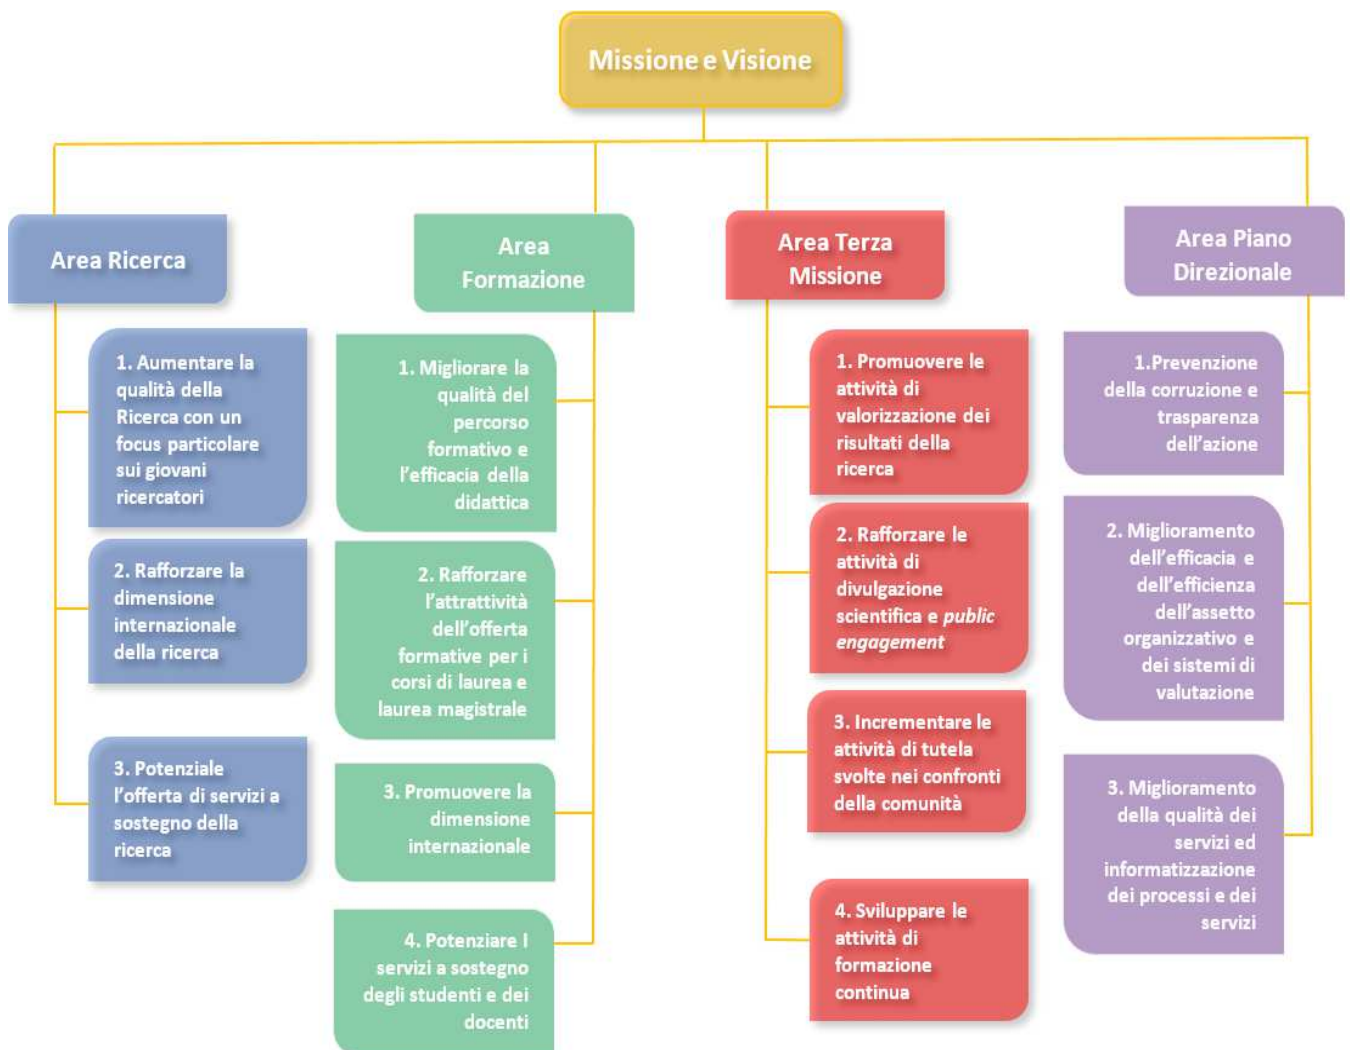 Missione e Visione
Area Ricerca
1. Aumentare la
qualità della
Ricerca con un
focus particolare
sui giovani
ricercatori
2. Rafforzare la
dimensione
internazionale
della ricerca
3. Potenziale
l'offerta di servizi a
sostegno della
ricerca
Area
Formazione
1. Migliorare la
qualità del
percorso
formativo e
l'efficacia della
didattica
2. Rafforzare
l'attrattività
dell'offerta
formative per i
corsi di laurea e
laurea magistrale
3. Promuovere la
dimensione
internazionale
4. Potenziare I
servizi a sostegno
degli studenti e dei
docenti
Area Terza
Missione
1. Promuovere le
attività di
valorizzazione dei
risultati della
ricerca
2. Rafforzare le
attività di
divulgazione
scientifica e public
engagement
3. Incrementare le
attività di tutela
svolte nei confronti
della comunità
4. Sviluppare le
attività di
formazione
continua
Area Piano
Direzionale
1.Prevenzione
della corruzione e
trasparenza
dell'azione
2. Miglioramento
dell'efficacia e
dell'efficienza
dell'assetto
organizzativo e
dei sistemi di
valutazione
3. Miglioramento
della qualità dei
servizi ed
informatizzazione
dei processi e dei
servizi